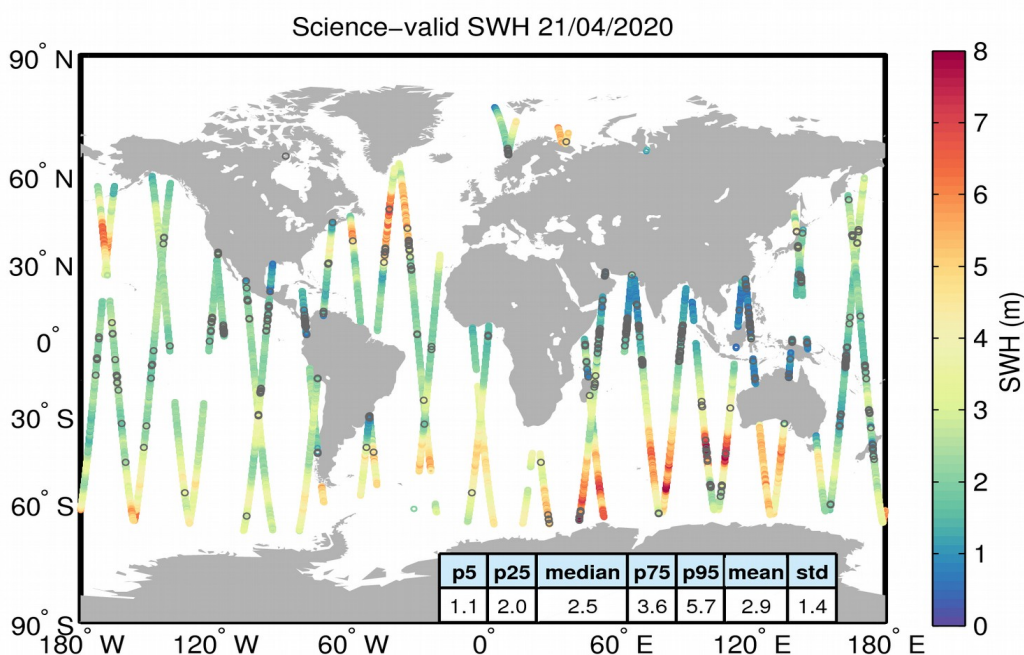 Science-valid SWH 21/04/2020
90° N
60° N
30° N
0°
30° S
60° S
90° S
180° W
120° W
60° W
0°
60° E
120° E
180° E
p5 p25 median p75 p95 mean std
1.1 2.0 2.5 3.6 5.7 2.9 1.4
8
7
6
5
4
3
2
1
0
SWH (m)